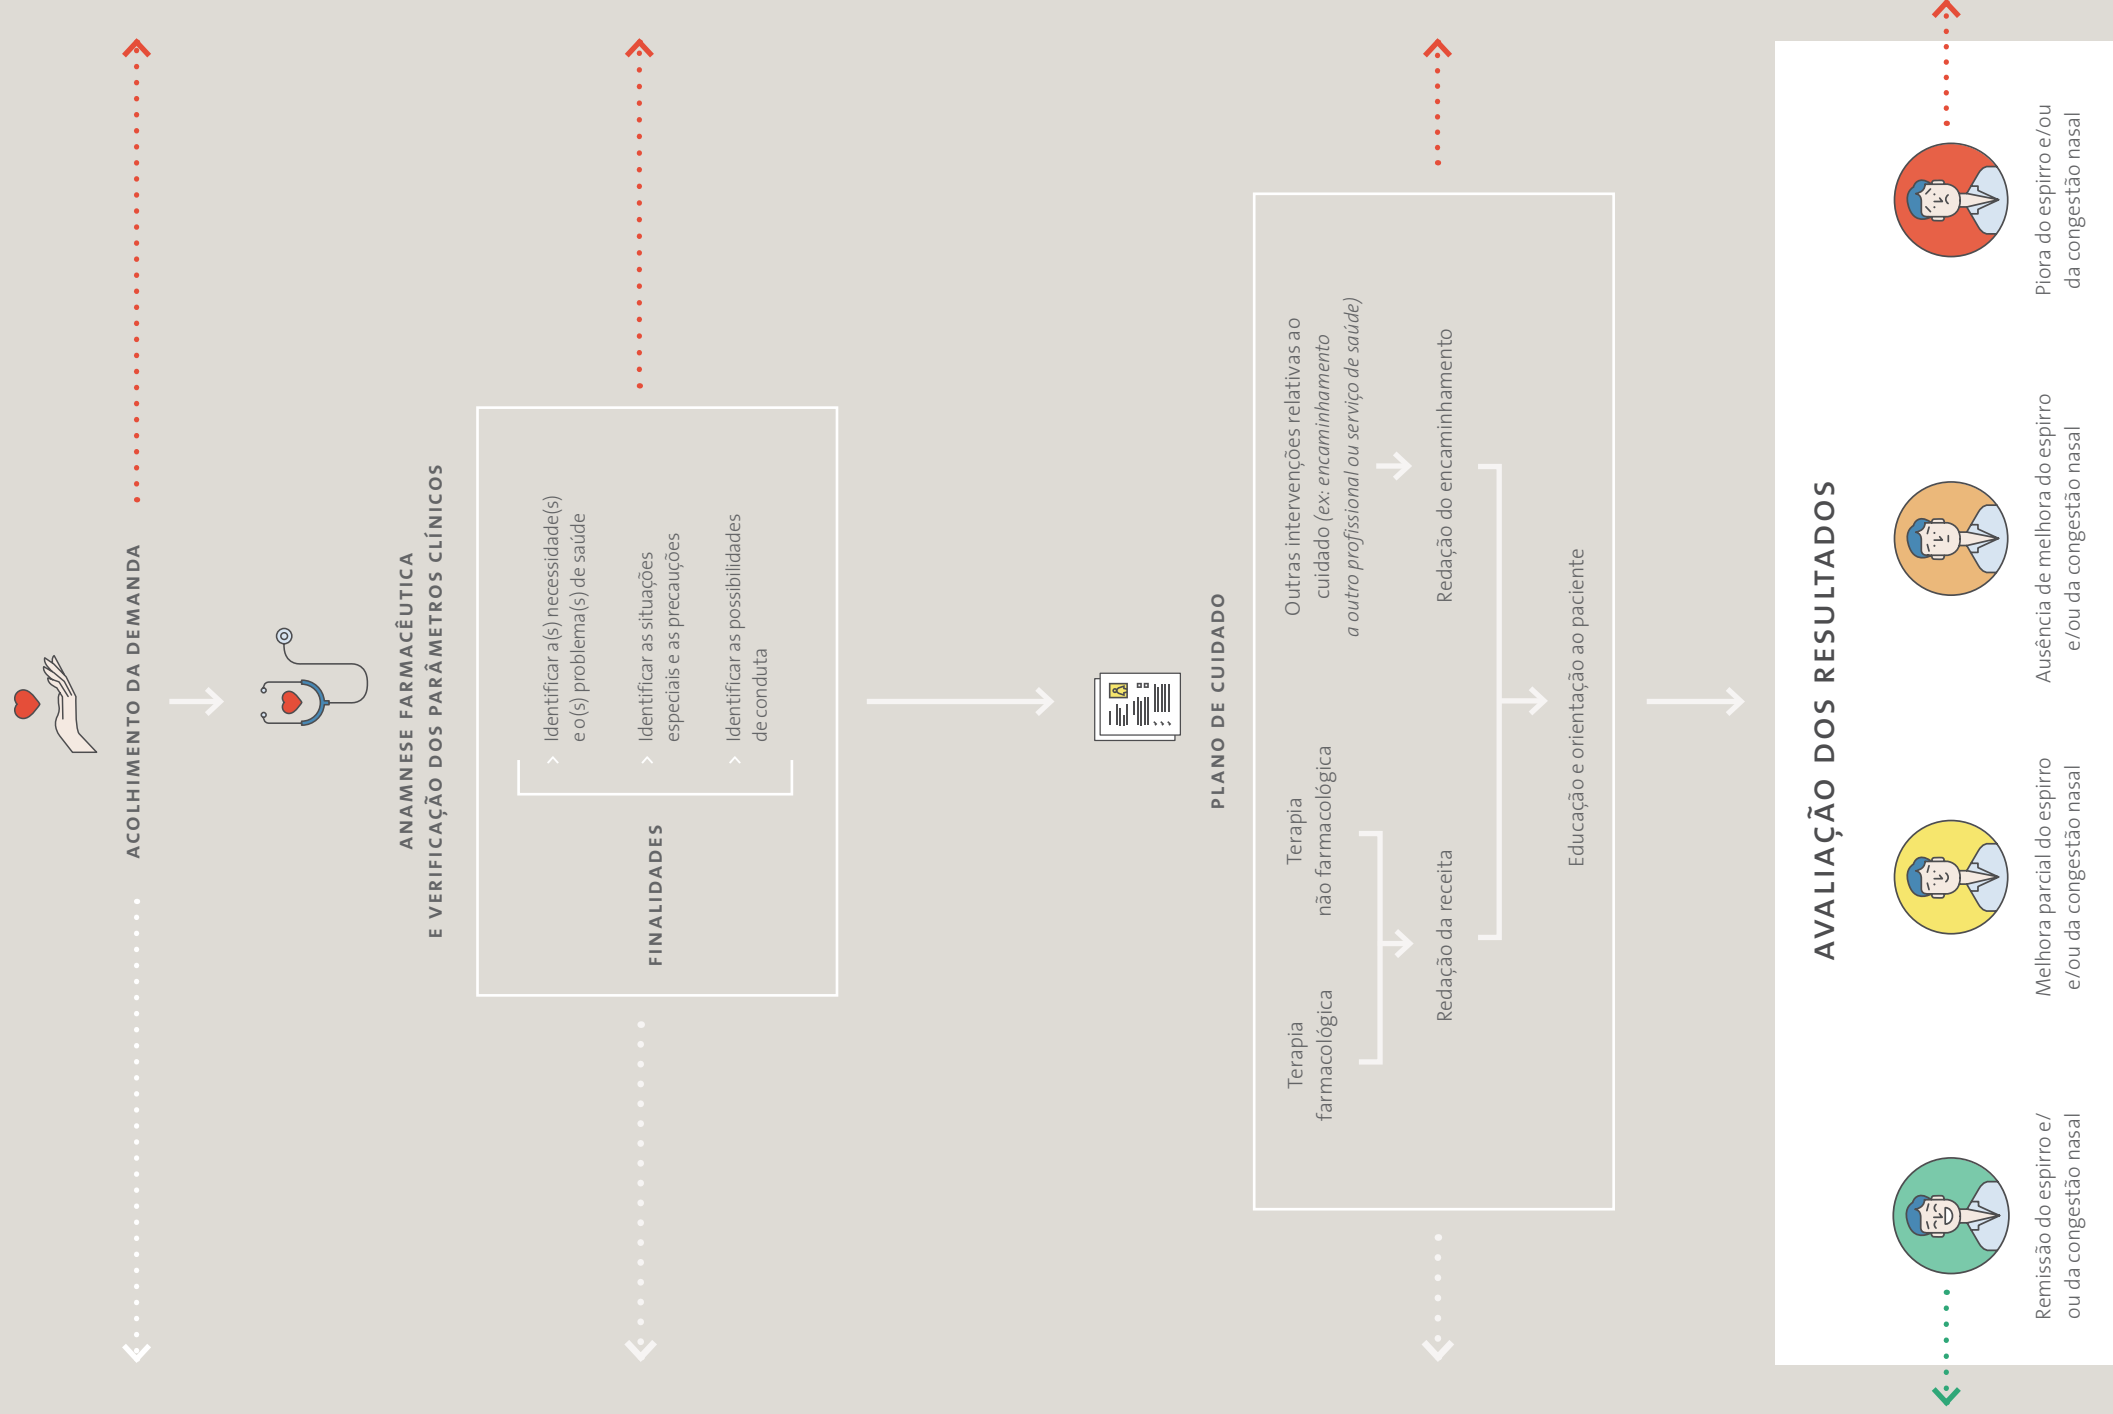 ACOLHIMENTO DA DEMANDA
ANAMNESE FARMACÊUTICA
E VERIFICAÇÃO DOS PARÂMETROS CLÍNICOS
FINALIDADES
Identificar a(s) necessidade(s)
e o(s) problema(s) de saúde
Identificar as situações
especiais e as precauções
Identificar as possibilidades
de conduta
PLANO DE CUIDADO
Terapia
farmacológica
Terapia
não farmacológica
Outras intervenções relativas ao
cuidado (ex: encaminhamento
a outro profissional ou serviço de saúde)
Redação da receita
Redação do encaminhamento
Educação e orientação ao paciente
AVALIAÇÃO DOS RESULTADOS
Remissão do espirro e/
ou da congestão nasal
Melhora parcial do espirro
e/ou da congestão nasal
Ausência de melhora do espirro
e/ou da congestão nasal
Piora do espirro e/ou
da congestão nasal